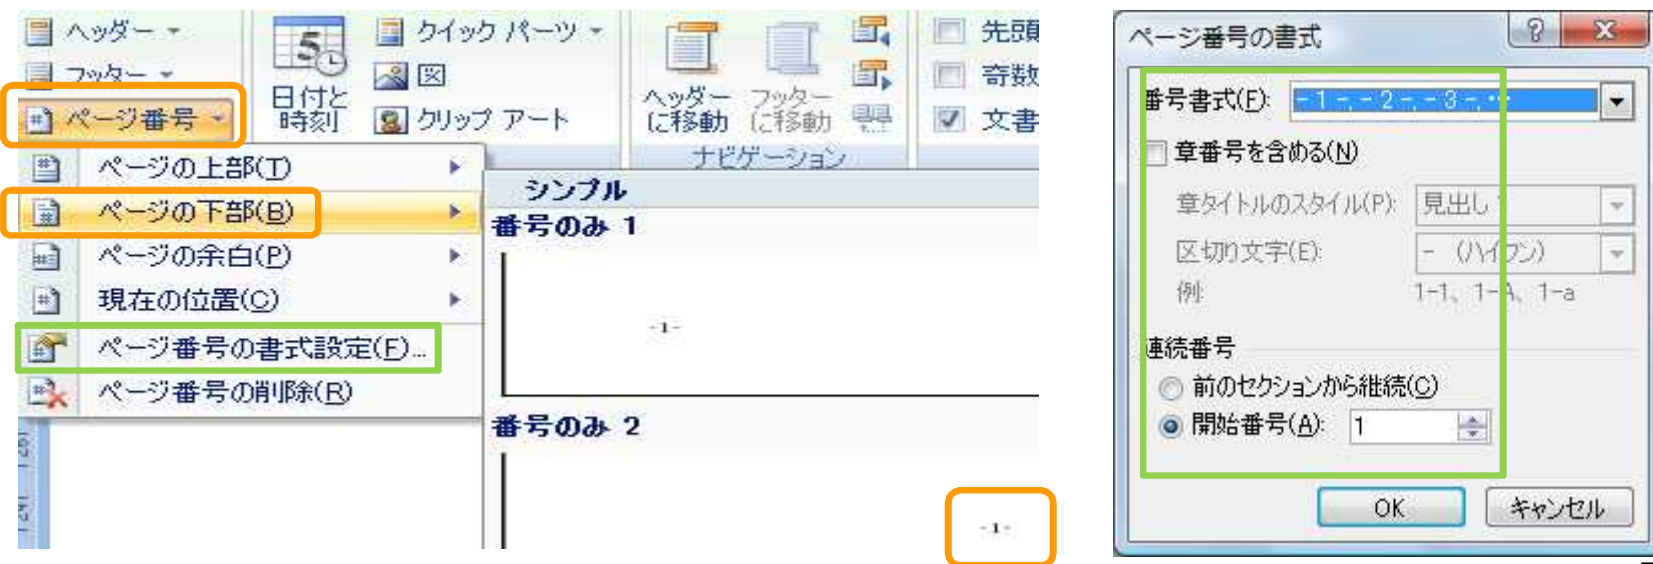 ヘッダー
フッター
ページ番号
日付と
時刻
クイック パーツ
図
クリップ アート
ヘッダー
に移動
フッター
に移動
ナビゲーション
先頭
奇数
文書
ページの上部(T)
ページの下部(B)
ページの余白(P)
現在の位置(C)
ページ番号の書式設定(F)...
ページ番号の削除(R)
シンプル
番号のみ 1
-1-
番号のみ 2
-1-
ページ番号の書式
番号書式(F): - 1 -, - 2 -, - 3 -, …
章番号を含める(N)
章タイトルのスタイル(P): 見出し
区切り文字(E): - (ハイフン)
例: 1-1、1-A、1-a
連続番号
前のセクションから継続(C)
開始番号(A): 1
OK
キャンセル